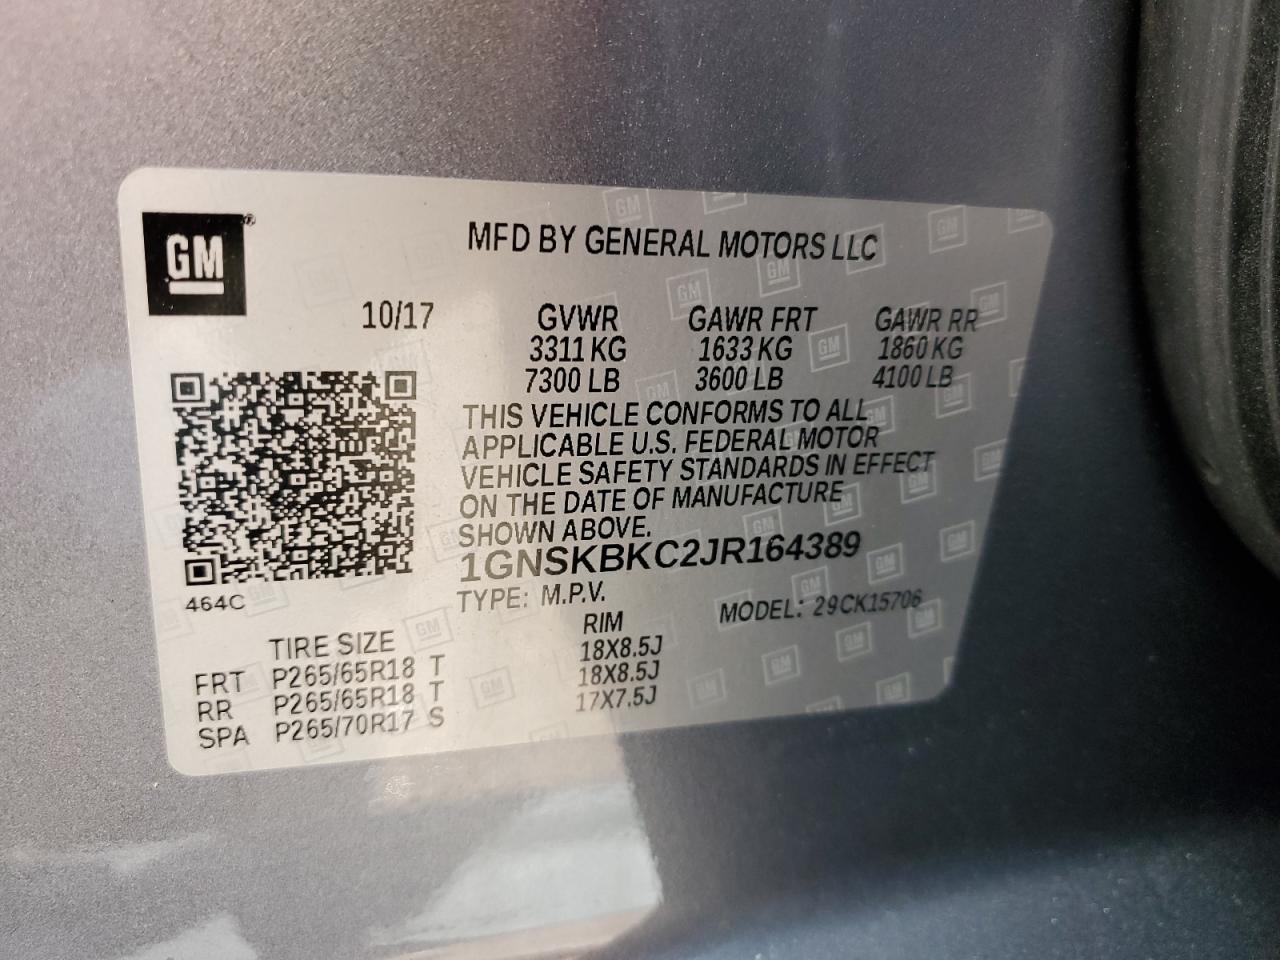 GM®
MFD BY GENERAL MOTORS LLC
10/17 GVWR GAWR FRT GAWR RR
3311 KG 1633 KG 1860 KG
7300 LB 3600 LB 4100 LB
THIS VEHICLE CONFORMS TO ALL
APPLICABLE U.S. FEDERAL MOTOR
VEHICLE SAFETY STANDARDS IN EFFECT
ON THE DATE OF MANUFACTURE
SHOWN ABOVE.
1GNSKBKC2JR164389
464C
TYPE: M.P.V. MODEL: 29CK15706
TIRE SIZE RIM
FRT P265/65R18 T 18X8.5J
RR P265/65R18 T 18X8.5J
SPA P265/70R17 S 17X7.5J